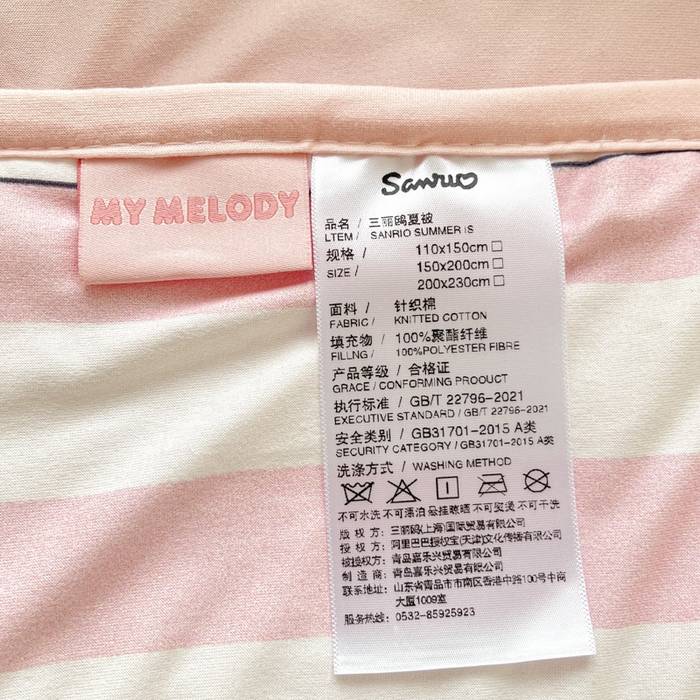 MY MELODY
Sanrio
品名 / 三丽鸥夏被
LTEM / SANRIO SUMMER IS
规格 / 110x150cm□
SIZE / 150x200cm□
200x230cm□
面料 / 针织棉
FABRIC / KNITTED COTTON
填充物 / 100%聚酯纤维
FILLNG / 100%POLYESTER FIBRE
产品等级 / 合格证
GRACE / CONFORMING PRODUCT
执行标准 / GB/T 22796-2021
EXECUTIVE STANDARD / GB/T 22796-2021
安全类别 / GB31701-2015 A类
SECURITY CATEGORY / GB31701-2015 A类
洗涤方式 / WASHING METHOD
不可水洗 不可漂泊 悬挂晾晒 不可熨烫 不可干洗
版权方: 三丽鸥(上海)国际贸易有限公司
授权方: 阿里巴巴授权宝(天津)文化传播有限公司
被授权方: 青岛嘉乐兴贸易有限公司
制造商: 青岛嘉乐兴贸易有限公司
联系地址: 山东省青岛市市南区香港中路100号中商
大厦1009室
服务热线: 0532-85925923